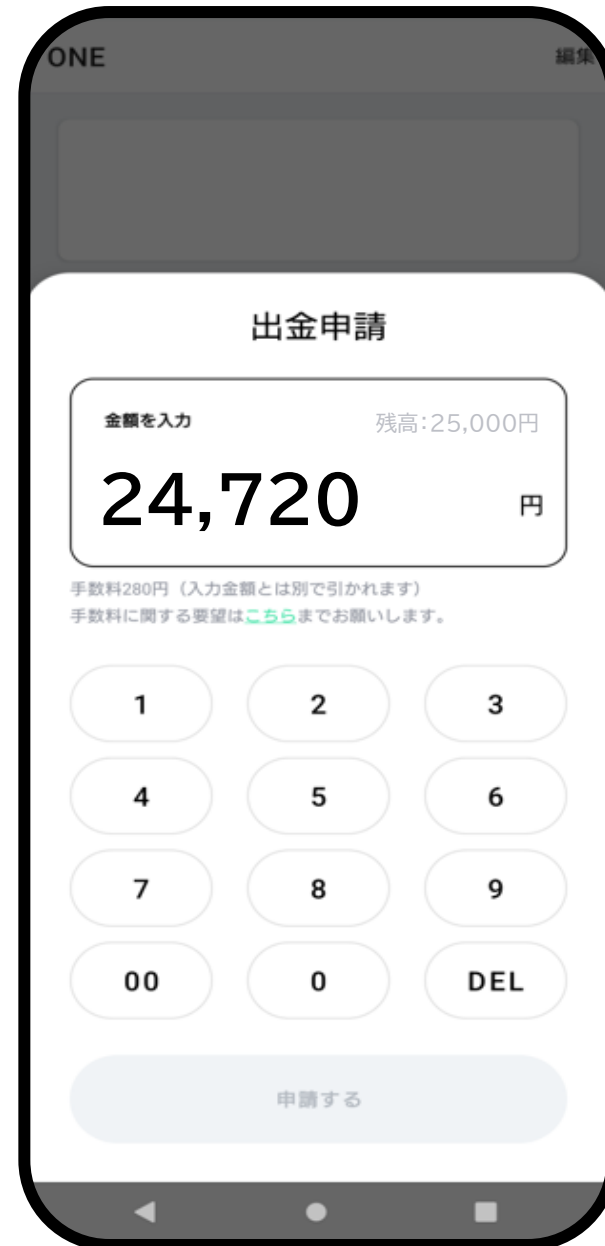 ONE 編集
出金申請
金額を入力 残高:25,000円
24,720 円
手数料280円（入力金額とは別で引かれます）
手数料に関する要望はこちらまでお願いします。
1 2 3
4 5 6
7 8 9
00 0 DEL
申請する